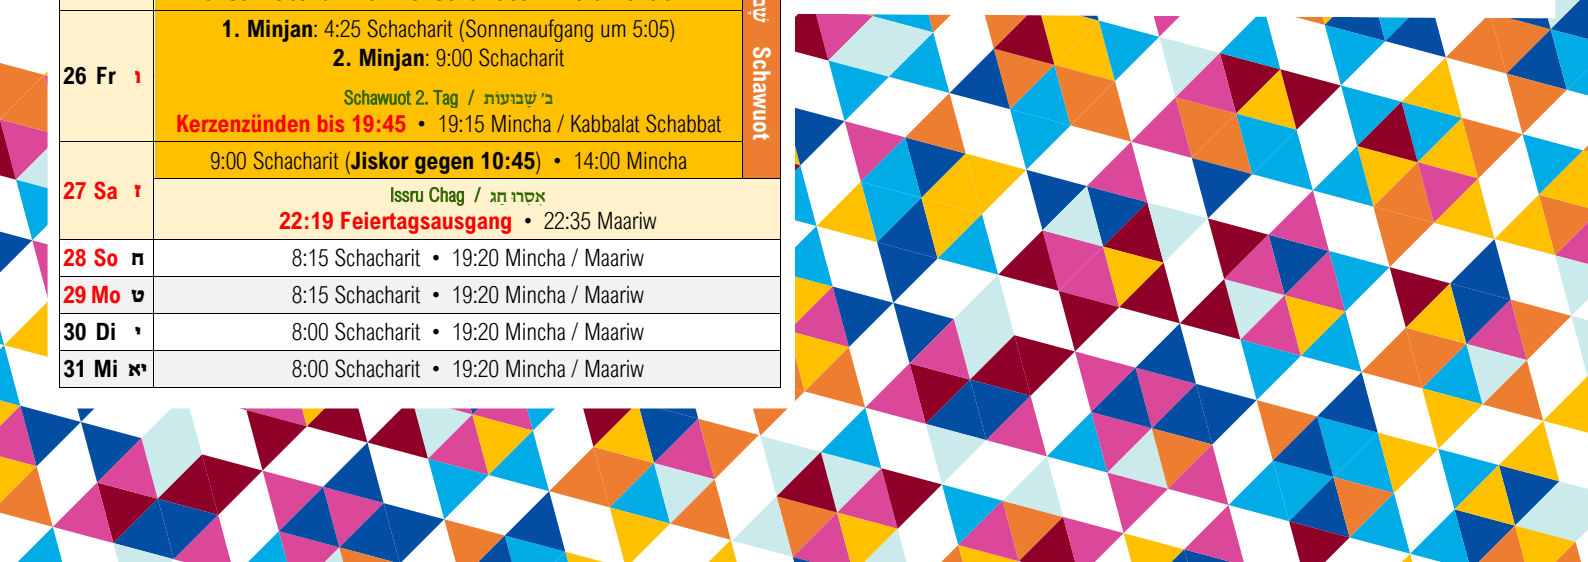 26 Fr ו
1. Minjan: 4:25 Schacharit (Sonnenaufgang um 5:05)
2. Minjan: 9:00 Schacharit
Schawuot 2. Tag / ב׳ שָׁבוּעוֹת
Kerzenzünden bis 19:45 • 19:15 Mincha / Kabbalat Schabbat
Schawuot
27 Sa ז
9:00 Schacharit (Jiskor gegen 10:45) • 14:00 Mincha
Issru Chag / אִסְרוּ חַג
22:19 Feiertagsausgang • 22:35 Maariw
28 So ח 8:15 Schacharit • 19:20 Mincha / Maariw
29 Mo ט 8:15 Schacharit • 19:20 Mincha / Maariw
30 Di י 8:00 Schacharit • 19:20 Mincha / Maariw
31 Mi יא 8:00 Schacharit • 19:20 Mincha / Maariw